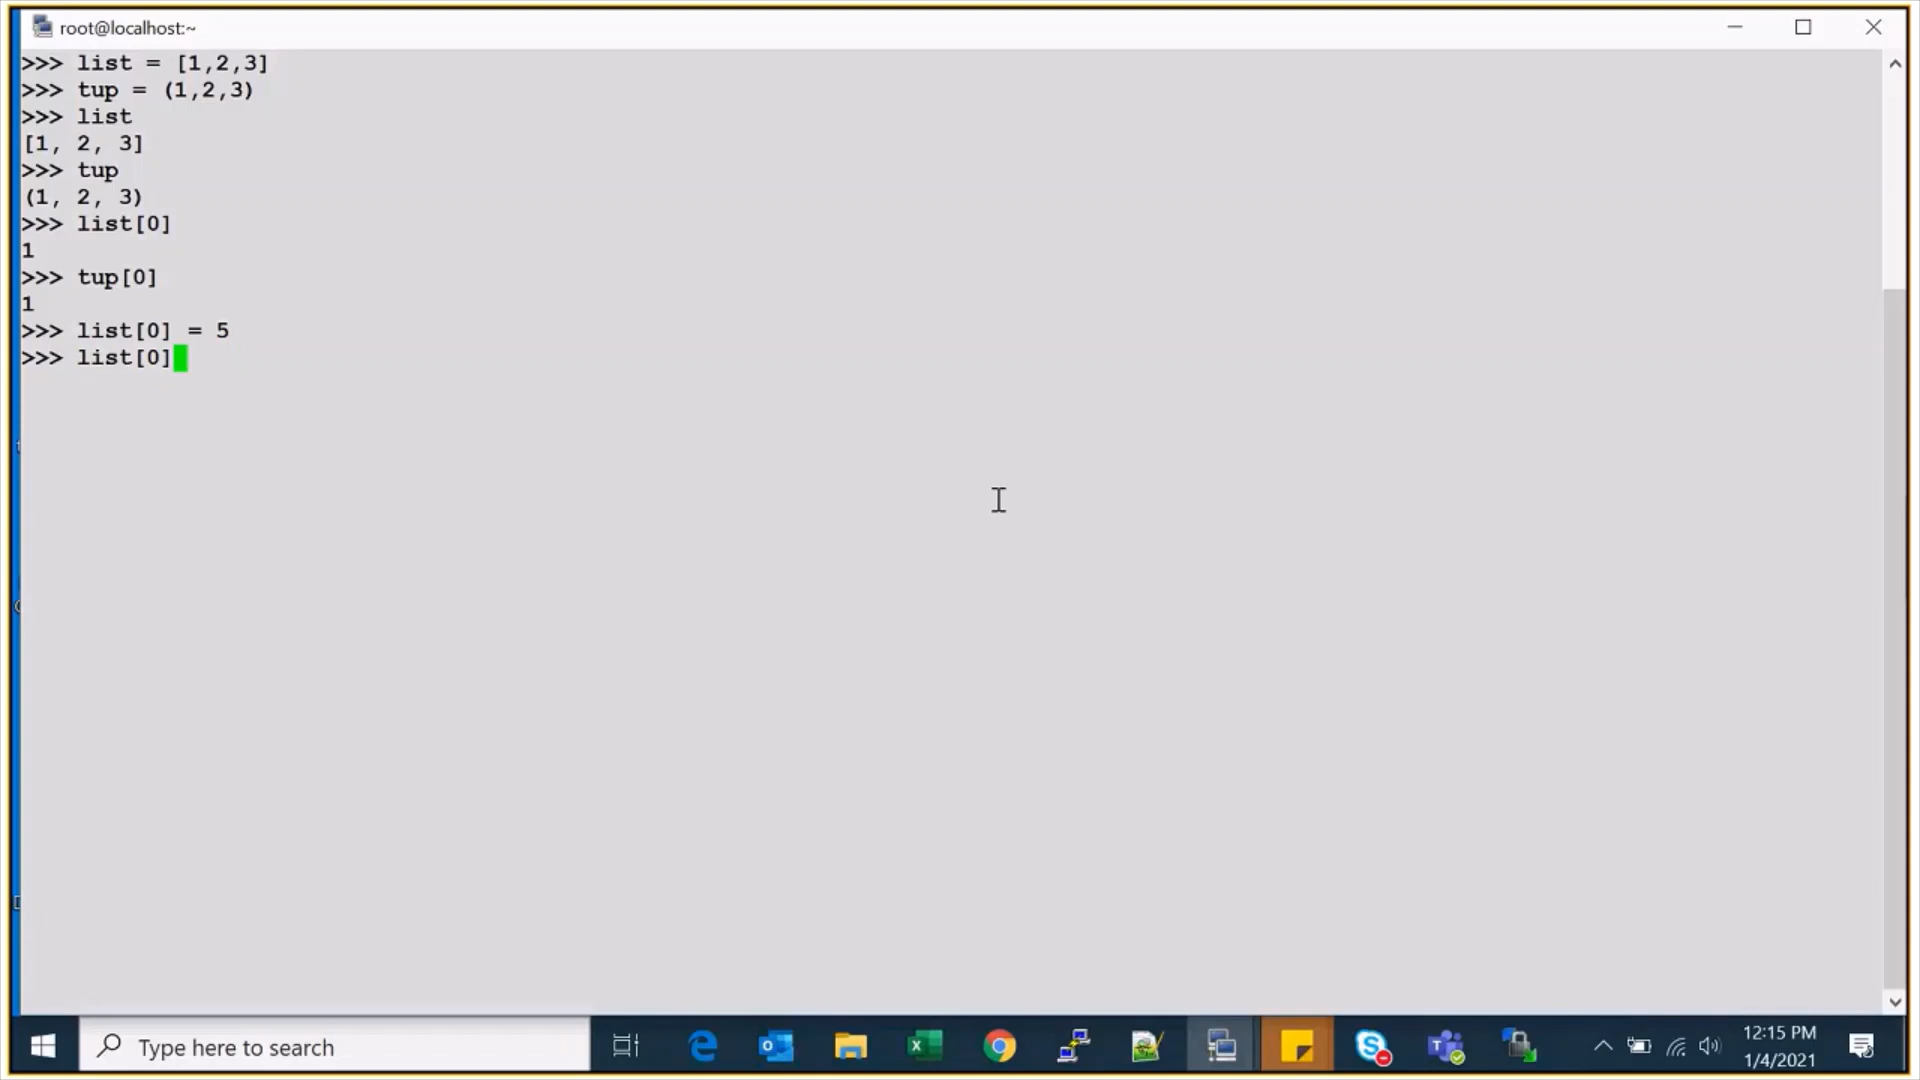 root@localhost:~
>>> list = [1,2,3]
>>> tup = (1,2,3)
>>> list
[1, 2, 3]
>>> tup
(1, 2, 3)
>>> list[0]
1
>>> tup[0]
1
>>> list[0] = 5
>>> list[0]
Type here to search
12:15 PM
1/4/2021